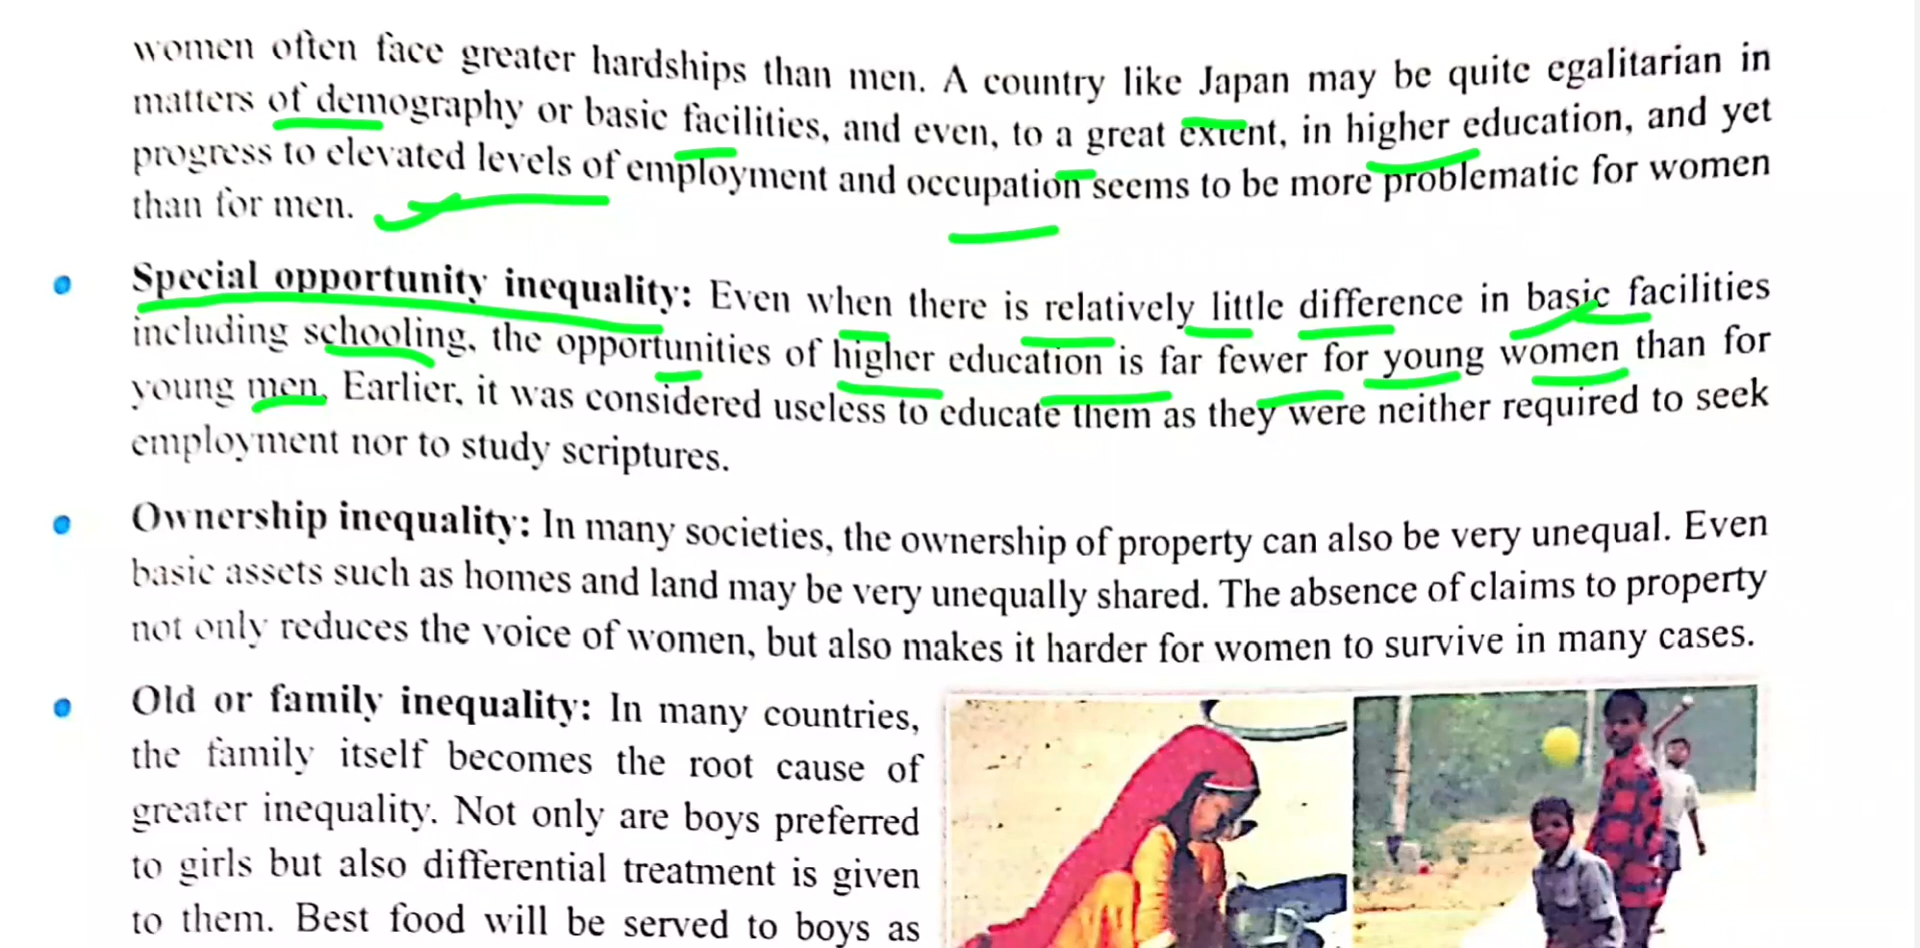 women often face greater hardships than men. A country like Japan may be quite egalitarian in
matters of demography or basic facilities, and even, to a great extent, in higher education, and yet
progress to elevated levels of employment and occupation seems to be more problematic for women
than for men.
• Special opportunity inequality: Even when there is relatively little difference in basic facilities
including schooling, the opportunities of higher education is far fewer for young women than for
young men. Earlier, it was considered useless to educate them as they were neither required to seek
employment nor to study scriptures.
• Ownership inequality: In many societies, the ownership of property can also be very unequal. Even
basic assets such as homes and land may be very unequally shared. The absence of claims to property
not only reduces the voice of women, but also makes it harder for women to survive in many cases.
• Old or family inequality: In many countries,
the family itself becomes the root cause of
greater inequality. Not only are boys preferred
to girls but also differential treatment is given
to them. Best food will be served to boys as